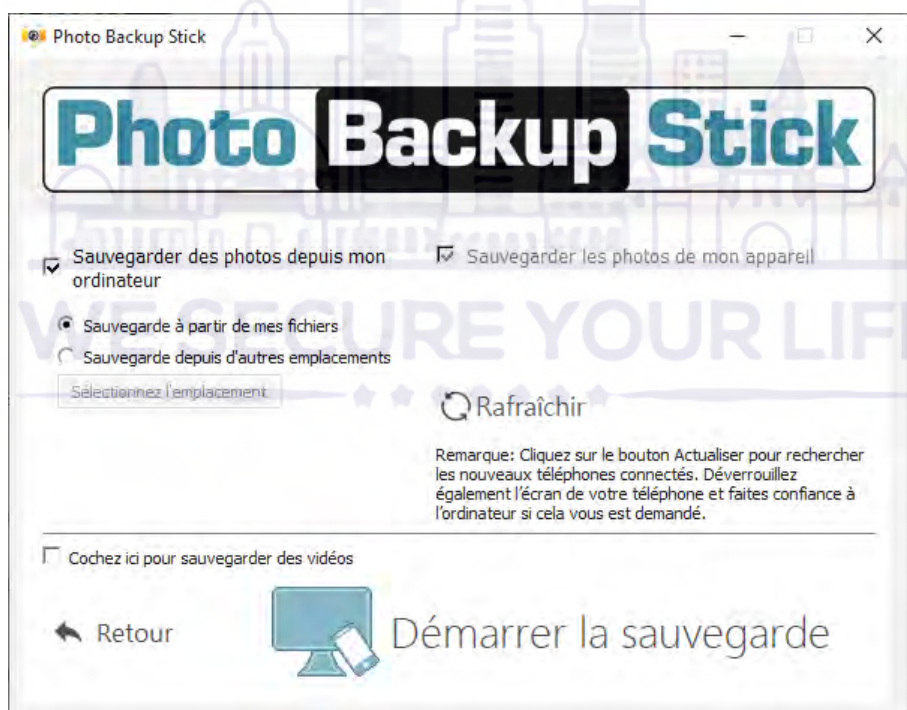 Photo Backup Stick
Photo Backup Stick
Sauvegarder des photos depuis mon
ordinateur
Sauvegarder les photos de mon appareil
Sauvegarde à partir de mes fichiers
Sauvegarde depuis d'autres emplacements
WE SECURE YOUR LIF
Sélectionnez l'emplacement
Rafraîchir
Remarque: Cliquez sur le bouton Actualiser pour rechercher
les nouveaux téléphones connectés. Déverrouillez
également l'écran de votre téléphone et faites confiance à
l'ordinateur si cela vous est demandé.
Cochez ici pour sauvegarder des vidéos
Retour
Démarrer la sauvegarde